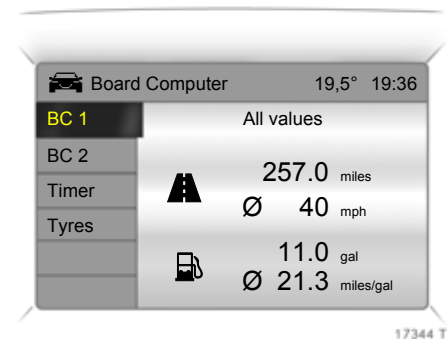 Board Computer 19,5° 19:36
BC 1
All values
BC 2
Timer
Tyres
257.0 miles
Ø 40 mph
11.0 gal
Ø 21.3 miles/gal
17344 T